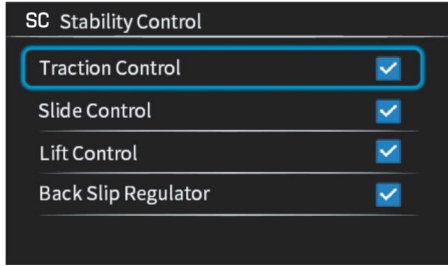 SC Stability Control
Traction Control
Slide Control
Lift Control
Back Slip Regulator